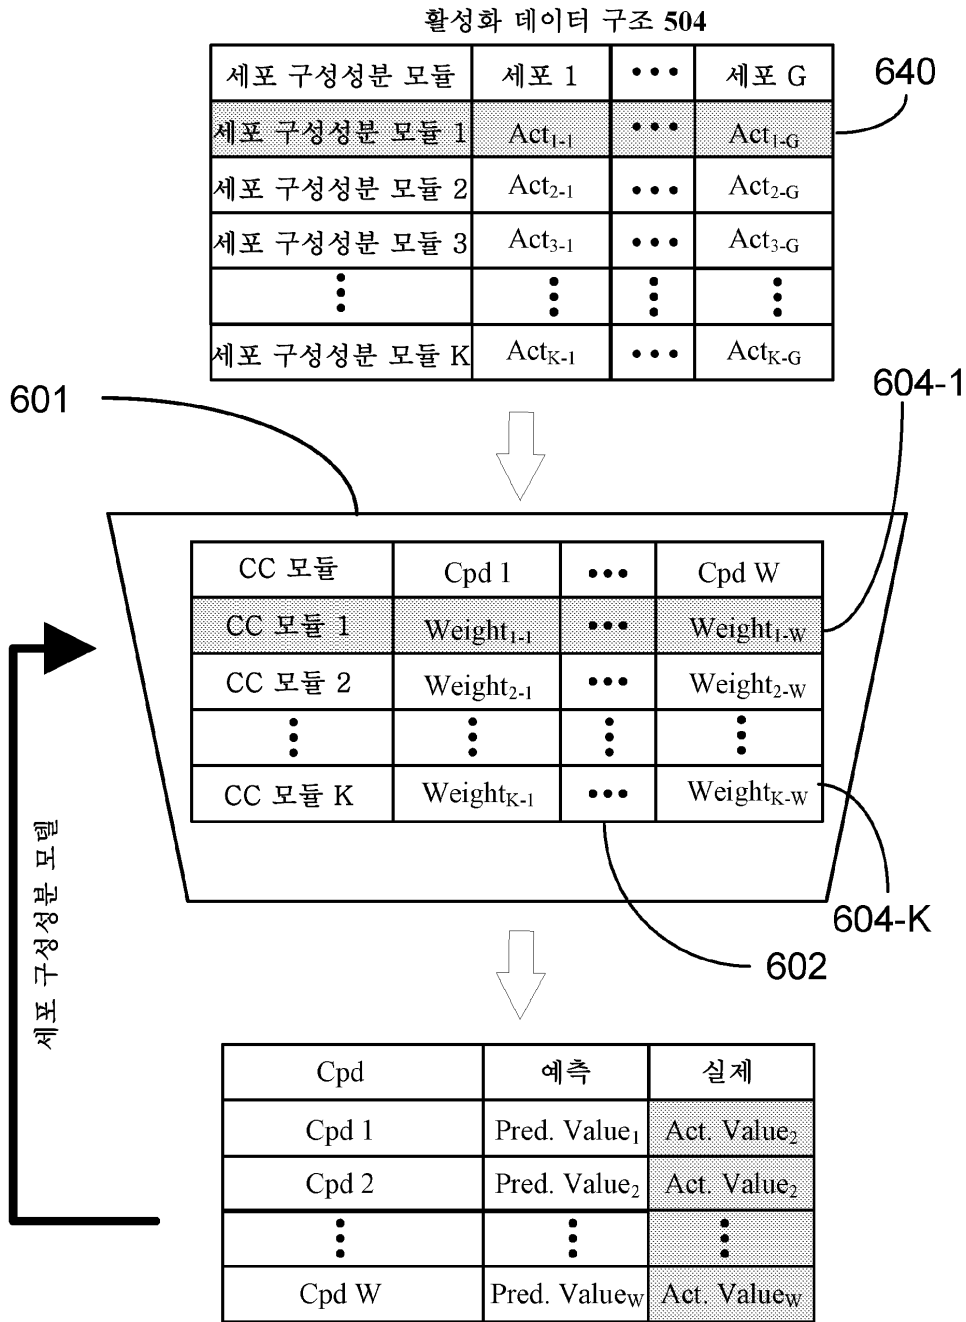 활성화 데이터 구조 504
세포 구성성분 모듈 세포 1 ••• 세포 G
640
세포 구성성분 모듈 1 Act1-1 ••• Act1-G
세포 구성성분 모듈 2 Act2-1 ••• Act2-G
세포 구성성분 모듈 3 Act3-1 ••• Act3-G
세포 구성성분 모듈 K ActK-1 ••• ActK-G
601
604-1
CC 모듈 Cpd 1 ••• Cpd W
CC 모듈 1 Weight1-1 ••• Weight1-W
CC 모듈 2 Weight2-1 ••• Weight2-W
CC 모듈 K WeightK-1 ••• WeightK-W
604-K
602
세포 구성성분 모델
Cpd 예측 실제
Cpd 1 Pred. Value1 Act. Value2
Cpd 2 Pred. Value2 Act. Value2
Cpd W Pred. ValueW Act. ValueW